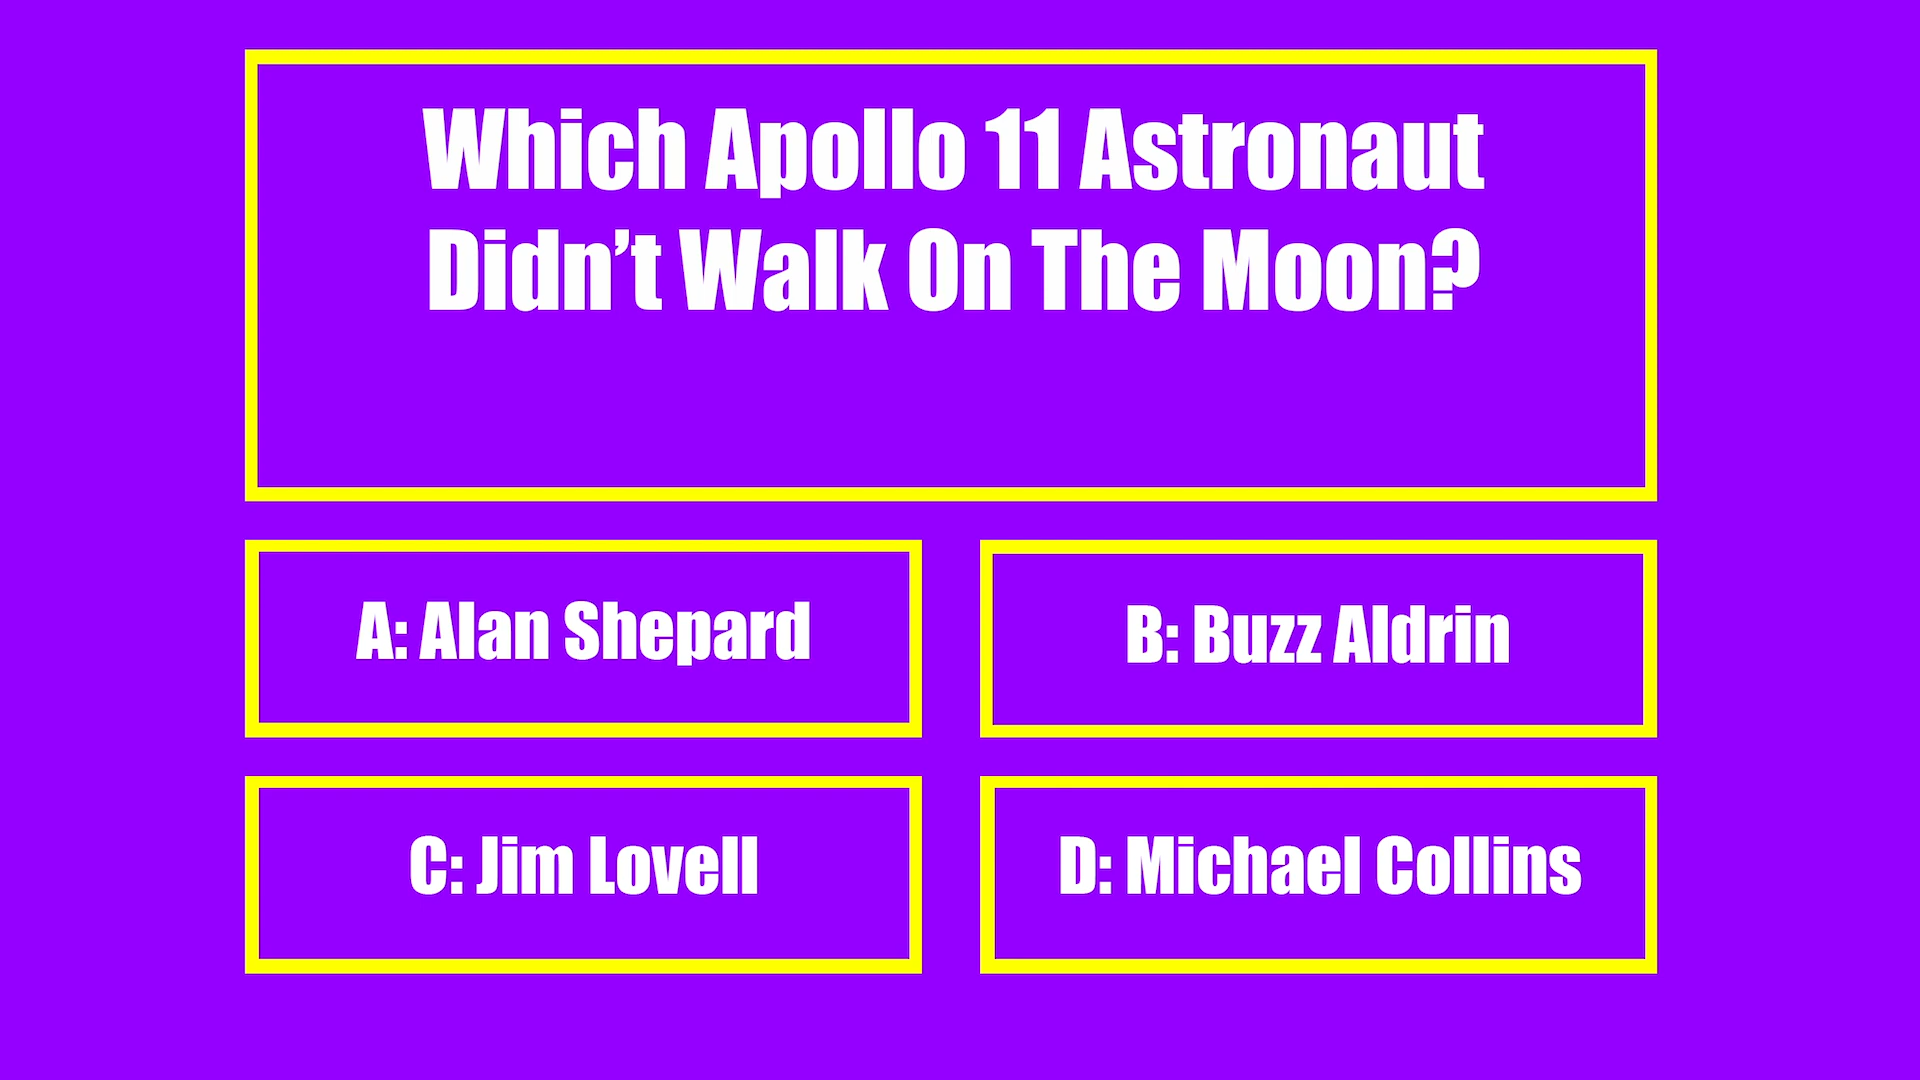 Which Apollo 11 Astronaut
Didn’t Walk On The Moon?
A: Alan Shepard
B: Buzz Aldrin
C: Jim Lovell
D: Michael Collins